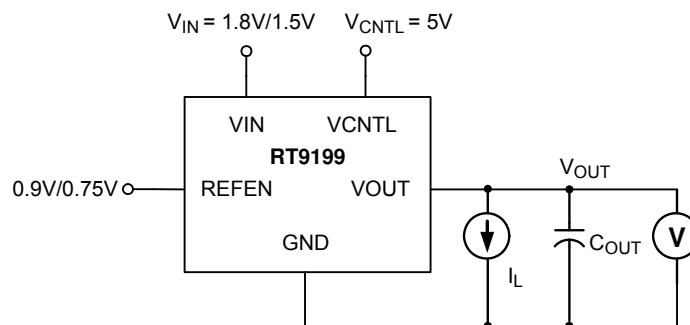 V_IN = 1.8V/1.5V
V_CNTL = 5V
VIN
VCNTL
RT9199
0.9V/0.75V
REFEN
VOUT
V_OUT
GND
I_L
C_OUT
V